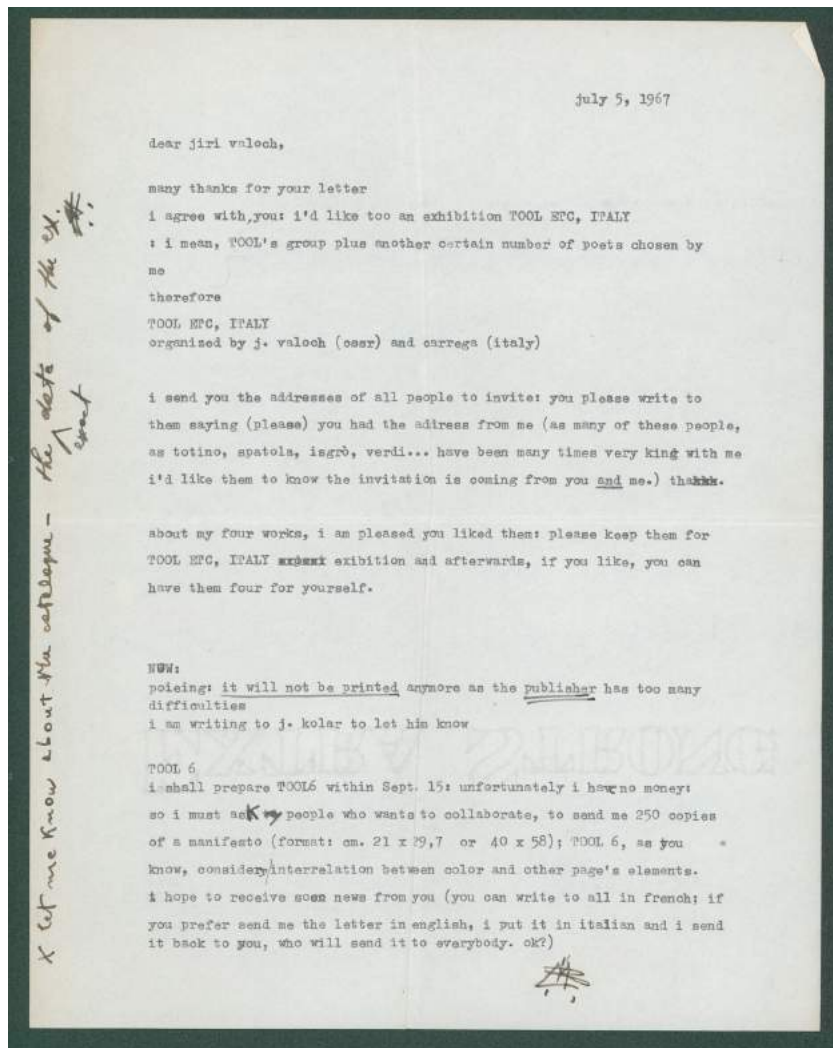 july 5, 1967
dear jiri valoch,
many thanks for your letter
i agree with,you: i'd like too an exhibition TOOL ETC, ITALY
: i mean, TOOL's group plus another certain number of poets chosen by
me
therefore
TOOL ETC, ITALY
organized by j. valoch (cssr) and carrega (italy)
i send you the addresses of all people to invite: you please write to
them saying (please) you had the adiress from me (as many of these people,
as totino, spatola, isgrò, verdi... have been many times very kind with me
i'd like them to know the invitation is coming from you and me.)
about my four works, i am pleased you liked them: please keep them for
TOOL ETC, ITALY exibition and afterwards, if you like, you can
have them four for yourself.
NOW:
poieing: it will not be printed anymore as the publisher has too many
difficulties
i am writing to j. kolar to let him know
TOOL 6
i shall prepare TOOL6 within Sept. 15: unfortunately i have no money:
so i must ask people who wants to collaborate, to send me 250 copies
of a manifesto (format: cm. 21 x 29,7 or 40 x 58); TOOL 6, as you
know, consider interrelation between color and other page's elements.
i hope to receive soen news from you (you can write to all in french; if
you prefer send me the letter in english, i put it in italian and i send
it back to you, who will send it to everybody. ok?)
x let me know about the catalogue - the exact date of the ex.